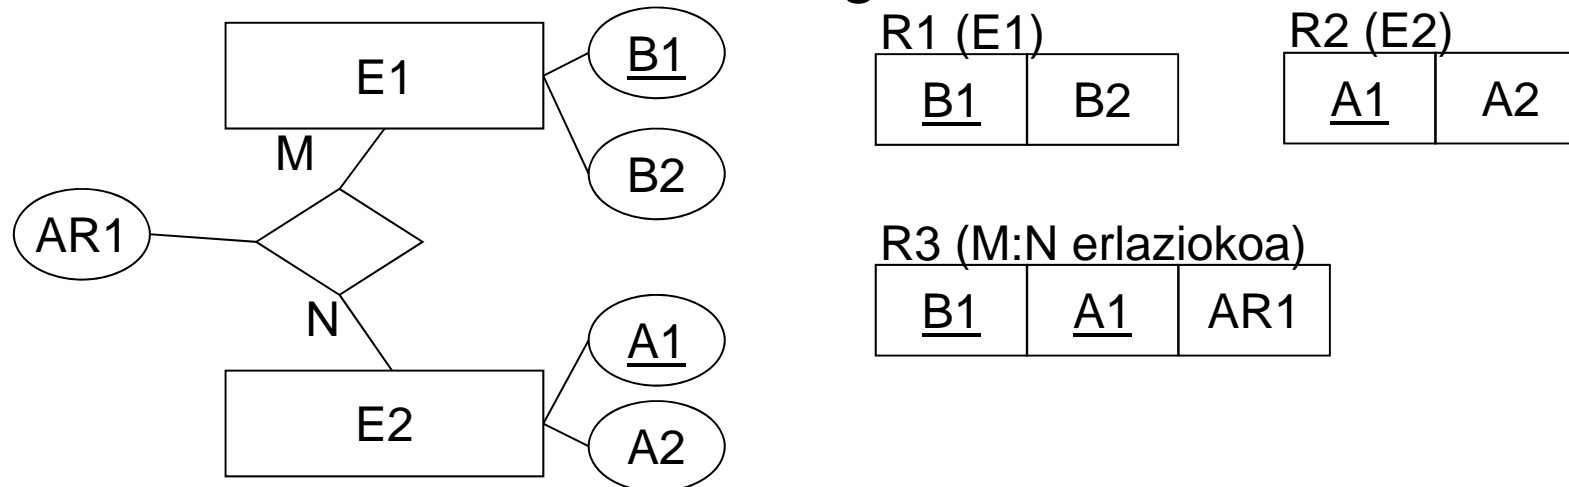 E1
B1
B2
M
AR1
N
E2
A1
A2
R1 (E1)
B1 B2
R2 (E2)
A1 A2
R3 (M:N erlaziokoa)
B1 A1 AR1